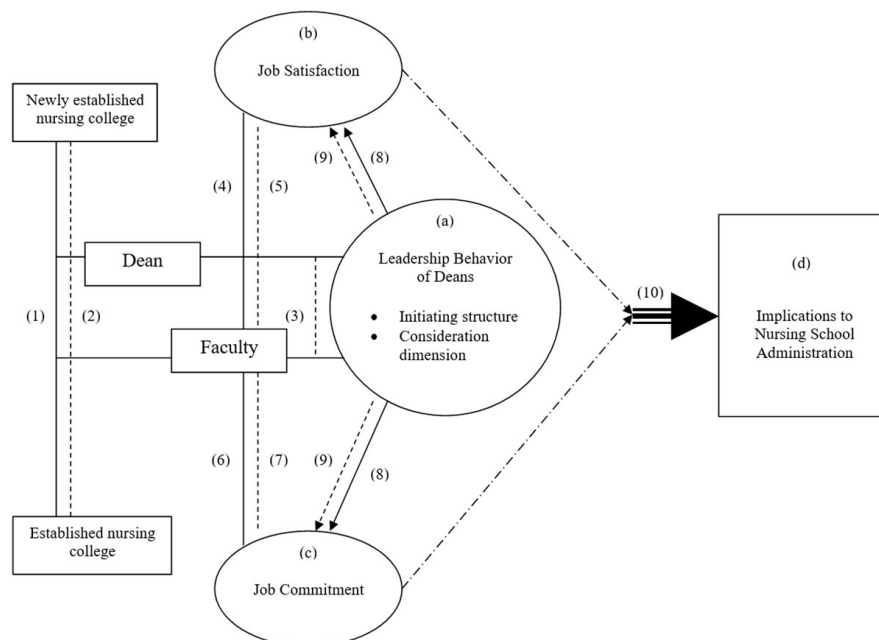 (b)
Job Satisfaction
Newly established
nursing college
(9)
(8)
(4)
(5)
(a)
Leadership Behavior
of Deans
• Initiating structure
• Consideration
dimension
Dean
(1)
(2)
(3)
Faculty
(10)
(d)
Implications to
Nursing School
Administration
(6)
(7)
(9)
(8)
Established nursing
college
(c)
Job Commitment